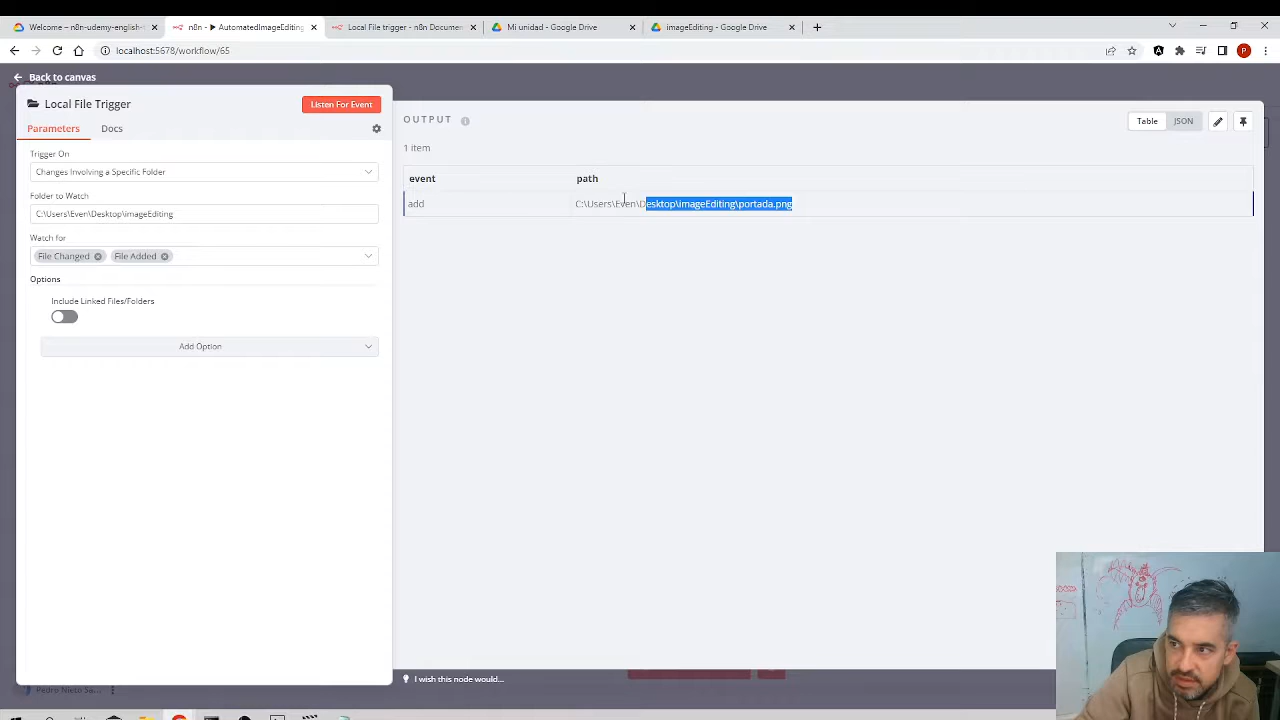 Welcome – n8n-udemy-english-
n8n - ▶ AutomatedImageEditing
Local File trigger - n8n Documen
Mi unidad - Google Drive
imageEditing - Google Drive
localhost:5678/workflow/65
P
Back to canvas
Local File Trigger
Listen For Event
Parameters
Docs
Trigger On
Changes Involving a Specific Folder
Folder to Watch
C:\Users\Even\Desktop\imageEditing
Watch for
File Changed
File Added
Options
Include Linked Files/Folders
Add Option
OUTPUT
Table
JSON
1 item
event
path
add
C:\Users\Even\Desktop\imageEditing\portada.png
I wish this node would...
Pedro Nieto Sa...